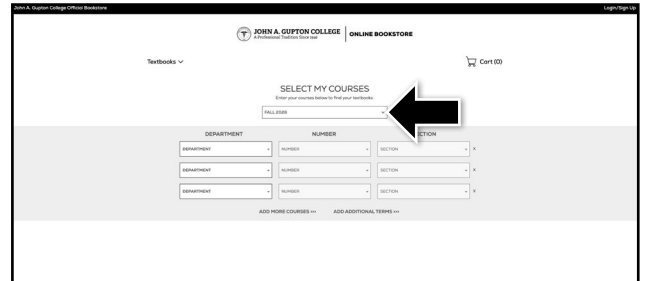 John A. Gupton College Official Bookstore
Login/Sign Up
JOHN A. GUPTON COLLEGE
A Professional Tradition Since 1946
ONLINE BOOKSTORE
Textbooks
Cart (0)
SELECT MY COURSES
Enter your courses below to find your textbooks.
FALL 2025
DEPARTMENT NUMBER CTION
DEPARTMENT NUMBER SECTION X
DEPARTMENT NUMBER SECTION X
DEPARTMENT NUMBER SECTION X
ADD MORE COURSES >>> ADD ADDITIONAL TERMS >>>